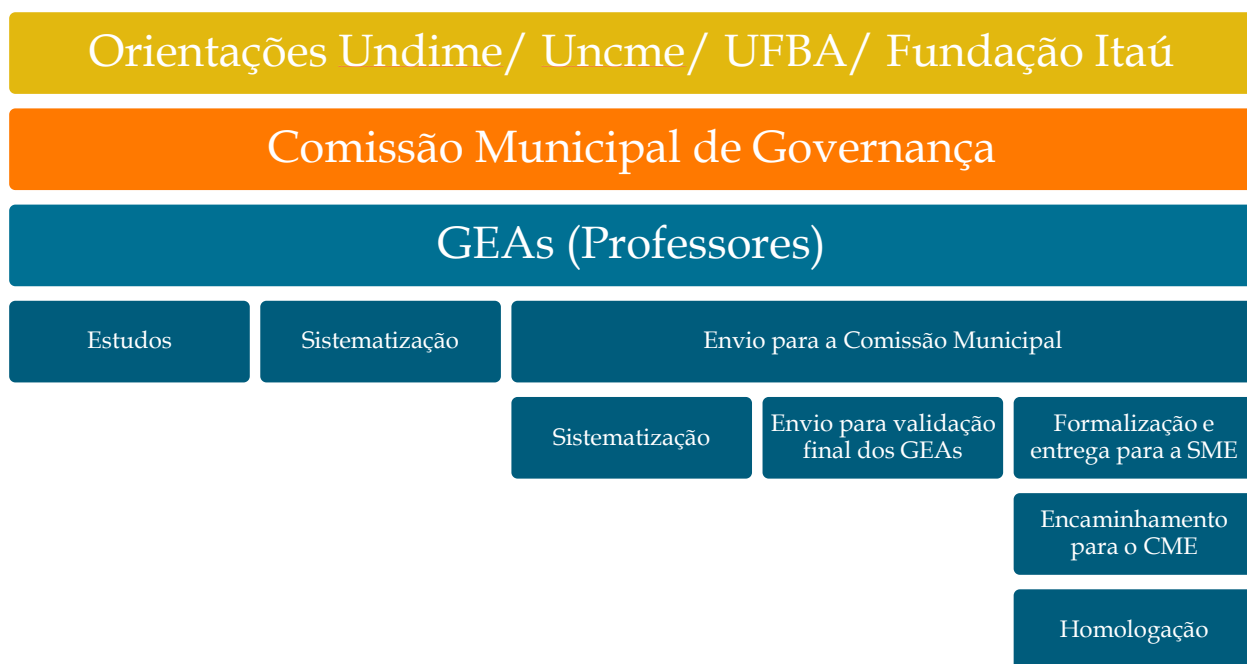 Orientações Undime/ Uncme/ UFBA/ Fundação Itaú
Comissão Municipal de Governança
GEAs (Professores)
Estudos
Sistematização
Envio para a Comissão Municipal
Sistematização
Envio para validação
final dos GEAs
Formalização e
entrega para a SME
Encaminhamento
para o CME
Homologação